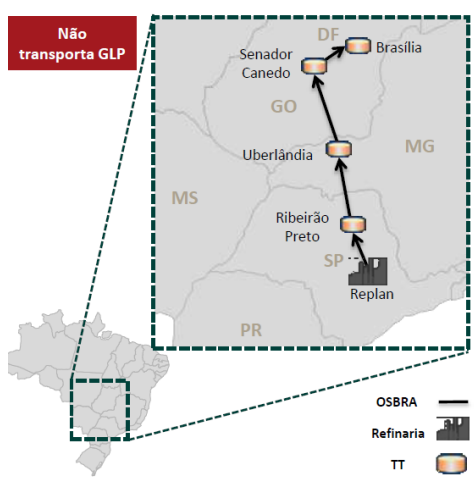 Não
transporta GLP
DF
Brasília
Senador
Canedo
GO
Uberlândia
MG
MS
Ribeirão
Preto
SP
Replan
PR
OSBRA
Refinaria
TT